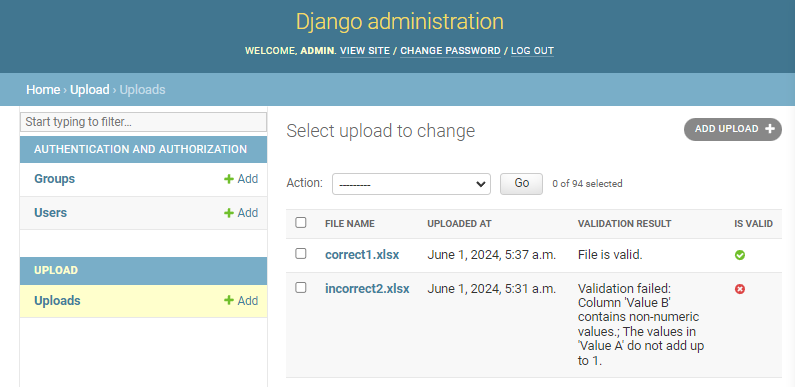 Django administration
WELCOME, ADMIN. VIEW SITE / CHANGE PASSWORD / LOG OUT
Home › Upload › Uploads
Start typing to filter...
AUTHENTICATION AND AUTHORIZATION
Groups + Add
Users + Add
UPLOAD
Uploads + Add
Select upload to change
ADD UPLOAD +
Action: --------- Go 0 of 94 selected
FILE NAME UPLOADED AT VALIDATION RESULT IS VALID
correct1.xlsx June 1, 2024, 5:37 a.m. File is valid.
incorrect2.xlsx June 1, 2024, 5:31 a.m. Validation failed:
Column 'Value B'
contains non-numeric
values.; The values in
'Value A' do not add up
to 1.